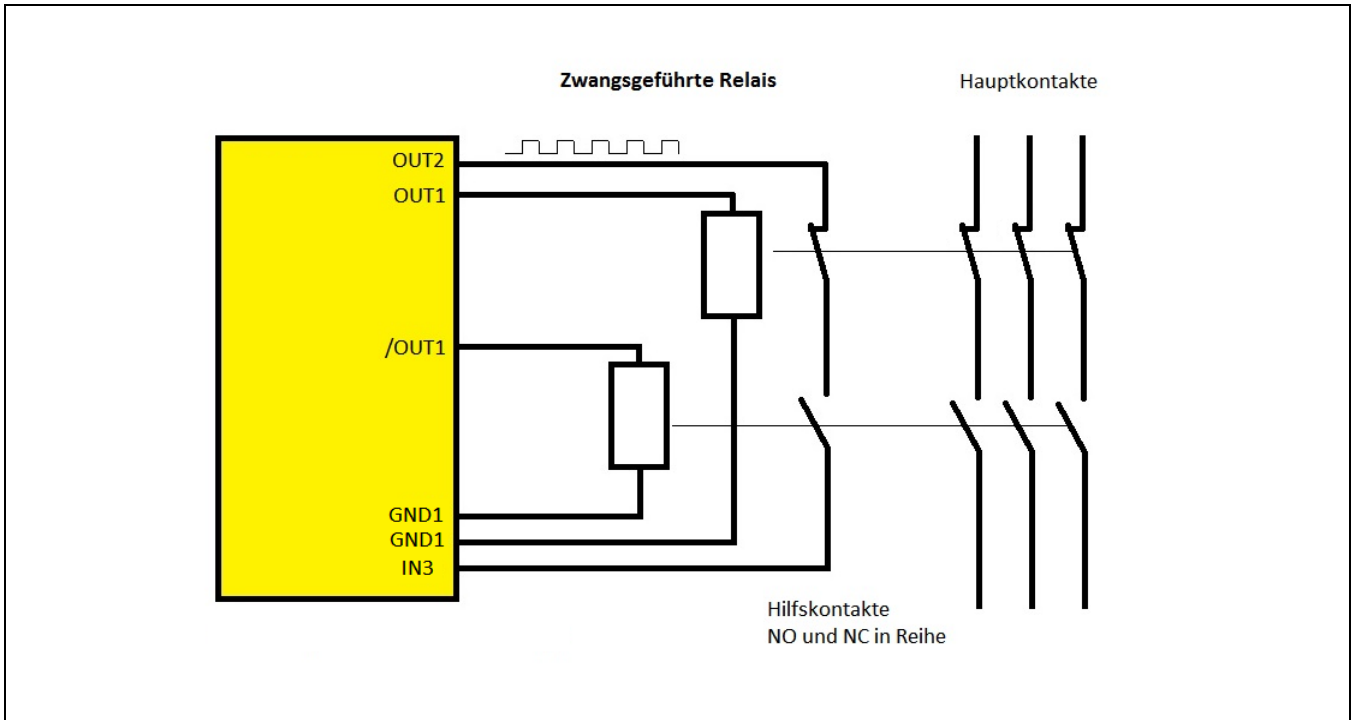 Zwangsgeführte Relais
Hauptkontakte
OUT2
OUT1
/OUT1
GND1
GND1
IN3
Hilfskontakte
NO und NC in Reihe